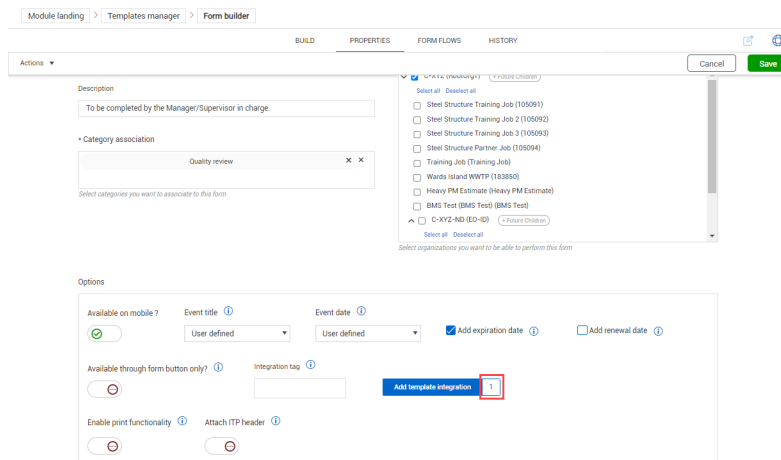 Module landing > Templates manager > Form builder
BUILD PROPERTIES FORM FLOWS HISTORY
Actions ▼ Cancel Save
C-XYZ (RootOrg1) + Future Children
Description Select all Deselect all
To be completed by the Manager/Supervisor in charge.
Steel Structure Training Job (105091)
Steel Structure Training Job 2 (105092)
Steel Structure Training Job 3 (105093)
Steel Structure Partner Job (105094)
Training Job (Training Job)
Wards Island WWTP (183850)
Heavy PM Estimate (Heavy PM Estimate)
BMS Test (BMS Test) (BMS Test)
C-XYZ-ND (EO-ID) + Future Children
Select all Deselect all
* Category association
Quality review × ×
Select categories you want to associate to this form
Select organizations you want to be able to perform this form
Options
Available on mobile ? Event title Event date
User defined User defined Add expiration date Add renewal date
Available through form button only? Integration tag
Add template integration 1
Enable print functionality Attach ITP header